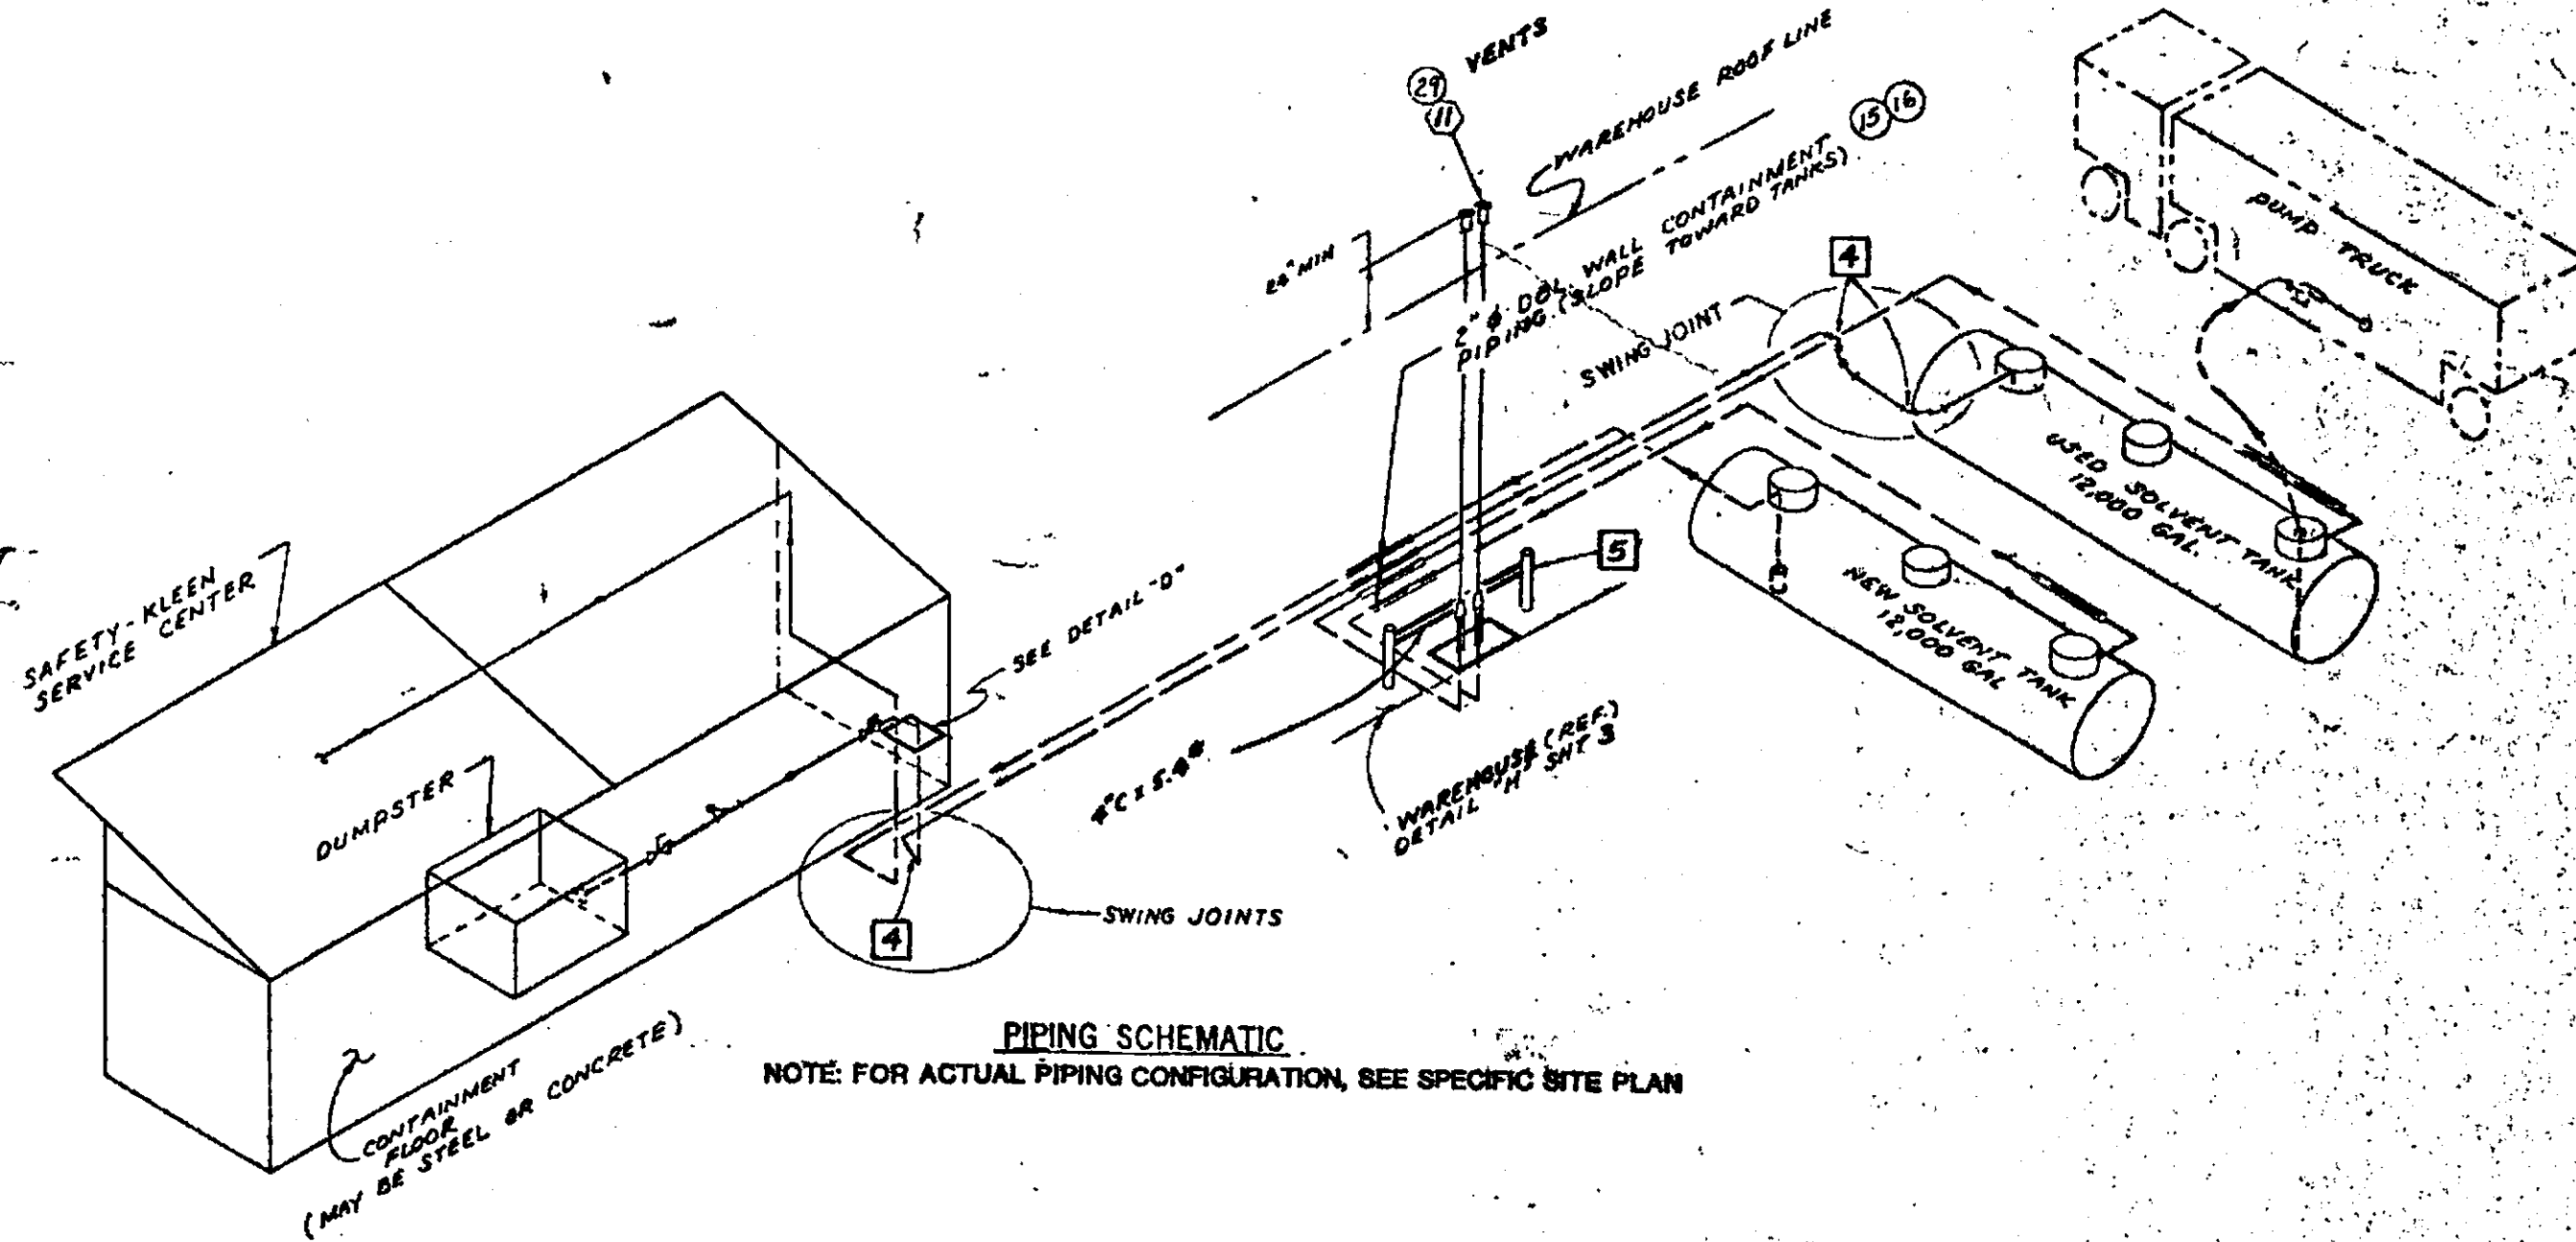 VENTS
29
11
WAREHOUSE ROOF LINE
15 16
2" φ DBL. WALL CONTAINMENT
PIPING (SLOPE TOWARD TANKS)
24" MIN
SWING JOINT
4
PUMP TRUCK
USED SOLVENT TANK
12,000 GAL.
NEW SOLVENT TANK
12,000 GAL
5
SAFETY-KLEEN
SERVICE CENTER
SEE DETAIL "D"
DUMPSTER
4"C x 5.4#
WAREHOUSE (REF.)
DETAIL "H" SHT 3
SWING JOINTS
4
CONTAINMENT
FLOOR
(MAY BE STEEL OR CONCRETE)
PIPING SCHEMATIC
NOTE: FOR ACTUAL PIPING CONFIGURATION, SEE SPECIFIC SITE PLAN